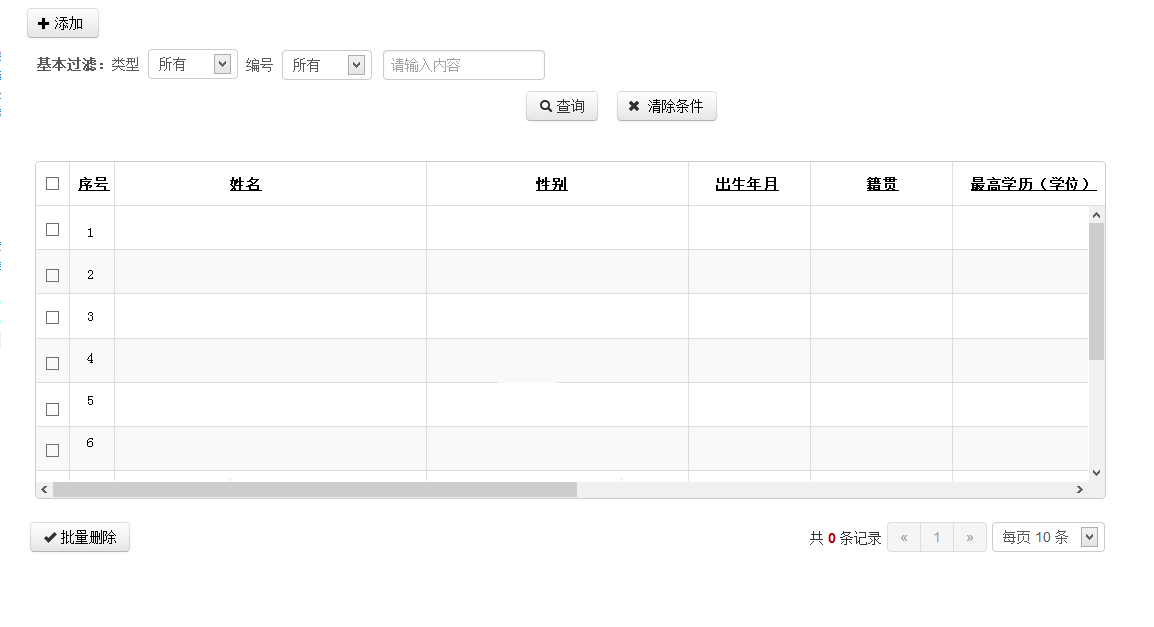 添加
基本过滤：类型 所有 编号 所有 请输入内容
查询 清除条件
序号 姓名 性别 出生年月 籍贯 最高学历（学位）
1
2
3
4
5
6
批量删除 共 0 条记录 « 1 » 每页 10 条